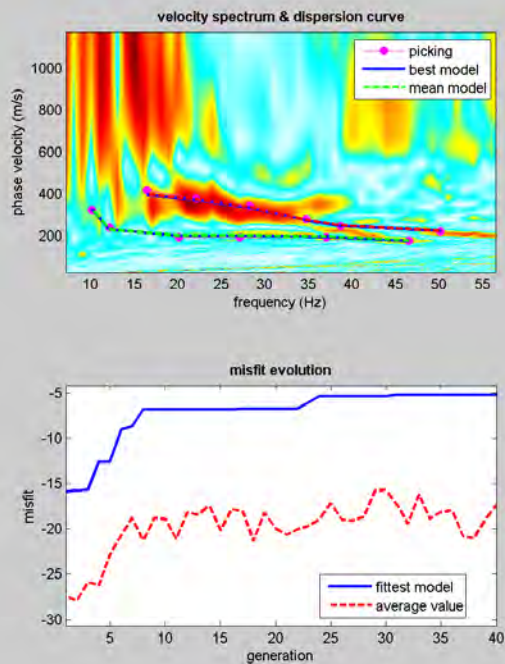 velocity spectrum & dispersion curve
picking
best model
mean model
1000
800
600
400
200
phase velocity (m/s)
10 15 20 25 30 35 40 45 50 55
frequency (Hz)
misfit evolution
-5
-10
-15
-20
-25
-30
misfit
fittest model
average value
5 10 15 20 25 30 35 40
generation